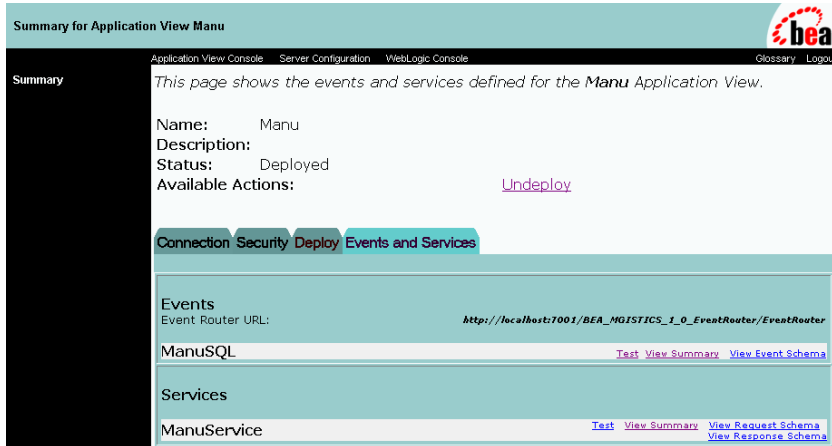 Summary for Application View Manu
bea
Application View Console Server Configuration WebLogic Console Glossary Logou
Summary
This page shows the events and services defined for the Manu Application View.
Name: Manu
Description:
Status: Deployed
Available Actions: Undeploy
Connection Security Deploy Events and Services
Events
Event Router URL: http://localhost:7001/BEA_MGISTICS_1_0_EventRouter/EventRouter
ManuSQL Test View Summary View Event Schema
Services
ManuService Test View Summary View Request Schema
View Response Schema